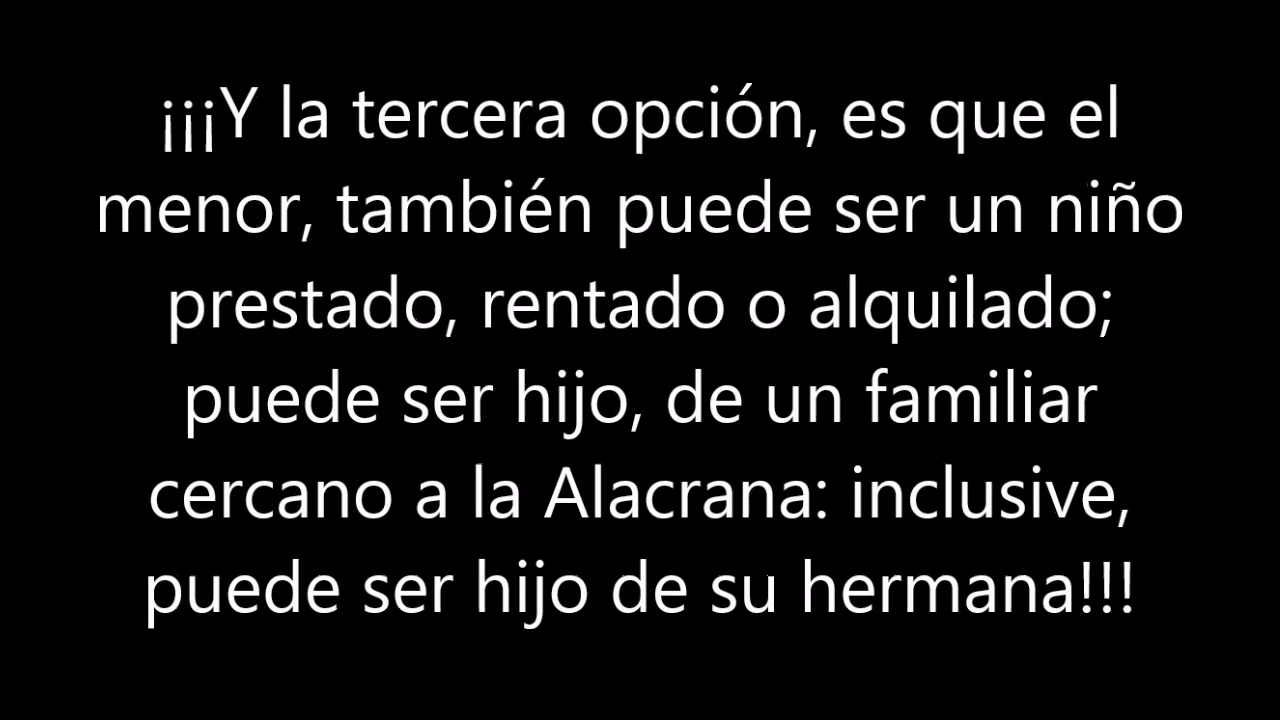 ¡¡¡Y la tercera opción, es que el
menor, también puede ser un niño
prestado, rentado o alquilado;
puede ser hijo, de un familiar
cercano a la Alacrana: inclusive,
puede ser hijo de su hermana!!!